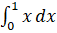 ∫₀¹ x dx